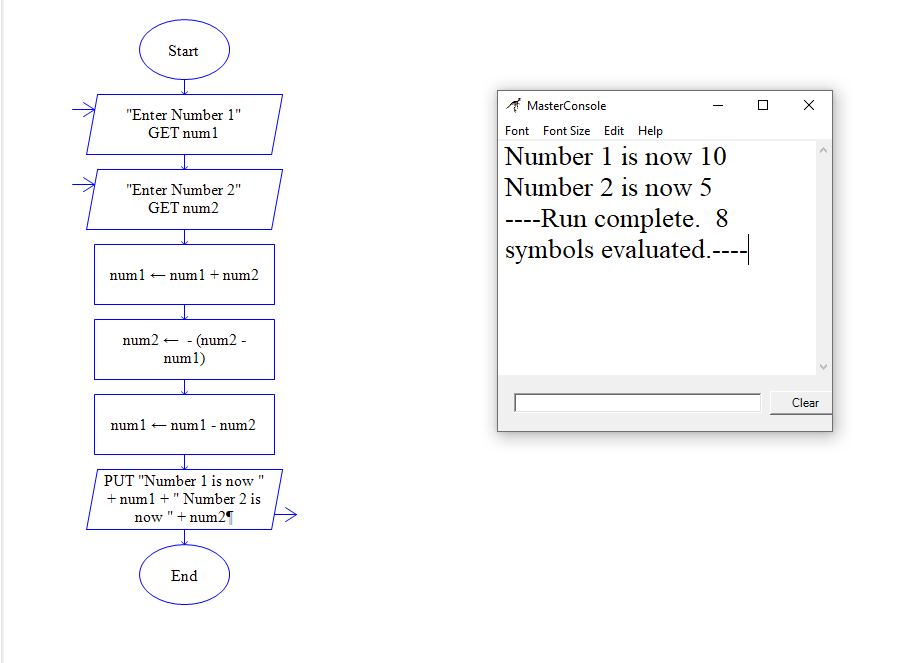 Start
"Enter Number 1"
GET num1
"Enter Number 2"
GET num2
num1 ← num1 + num2
num2 ← - (num2 -
num1)
num1 ← num1 - num2
PUT "Number 1 is now "
+ num1 + " Number 2 is
now " + num2¶
End
MasterConsole
Font Font Size Edit Help
Number 1 is now 10
Number 2 is now 5
----Run complete.  8
symbols evaluated.----
Clear